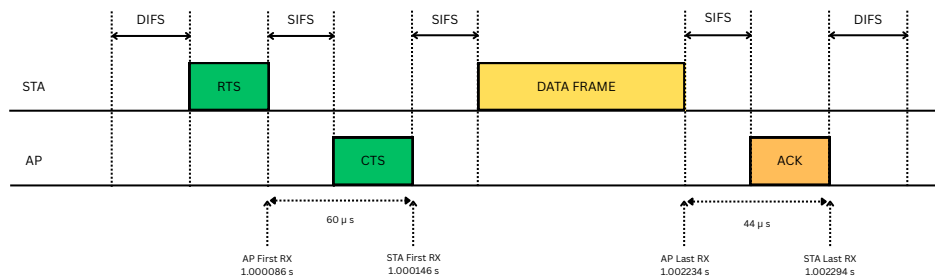 DIFS
SIFS
SIFS
SIFS
DIFS
STA
RTS
DATA FRAME
AP
CTS
ACK
60 µ s
44 µ s
AP First RX
1.000086 s
STA First RX
1.000146 s
AP Last RX
1.002234 s
STA Last RX
1.002294 s